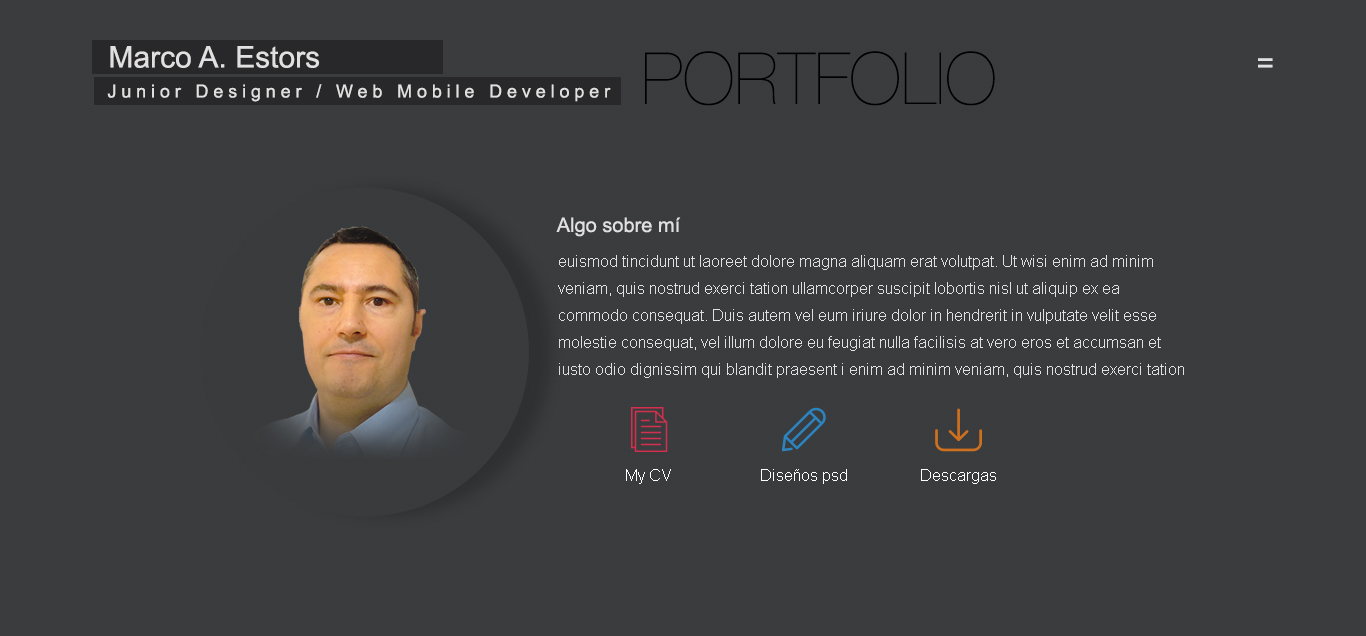 Marco A. Estors
Junior Designer / Web Mobile Developer
PORTFOLIO
Algo sobre mí
euismod tincidunt ut laoreet dolore magna aliquam erat volutpat. Ut wisi enim ad minim
veniam, quis nostrud exerci tation ullamcorper suscipit lobortis nisl ut aliquip ex ea
commodo consequat. Duis autem vel eum iriure dolor in hendrerit in vulputate velit esse
molestie consequat, vel illum dolore eu feugiat nulla facilisis at vero eros et accumsan et
iusto odio dignissim qui blandit praesent i enim ad minim veniam, quis nostrud exerci tation
My CV
Diseños psd
Descargas